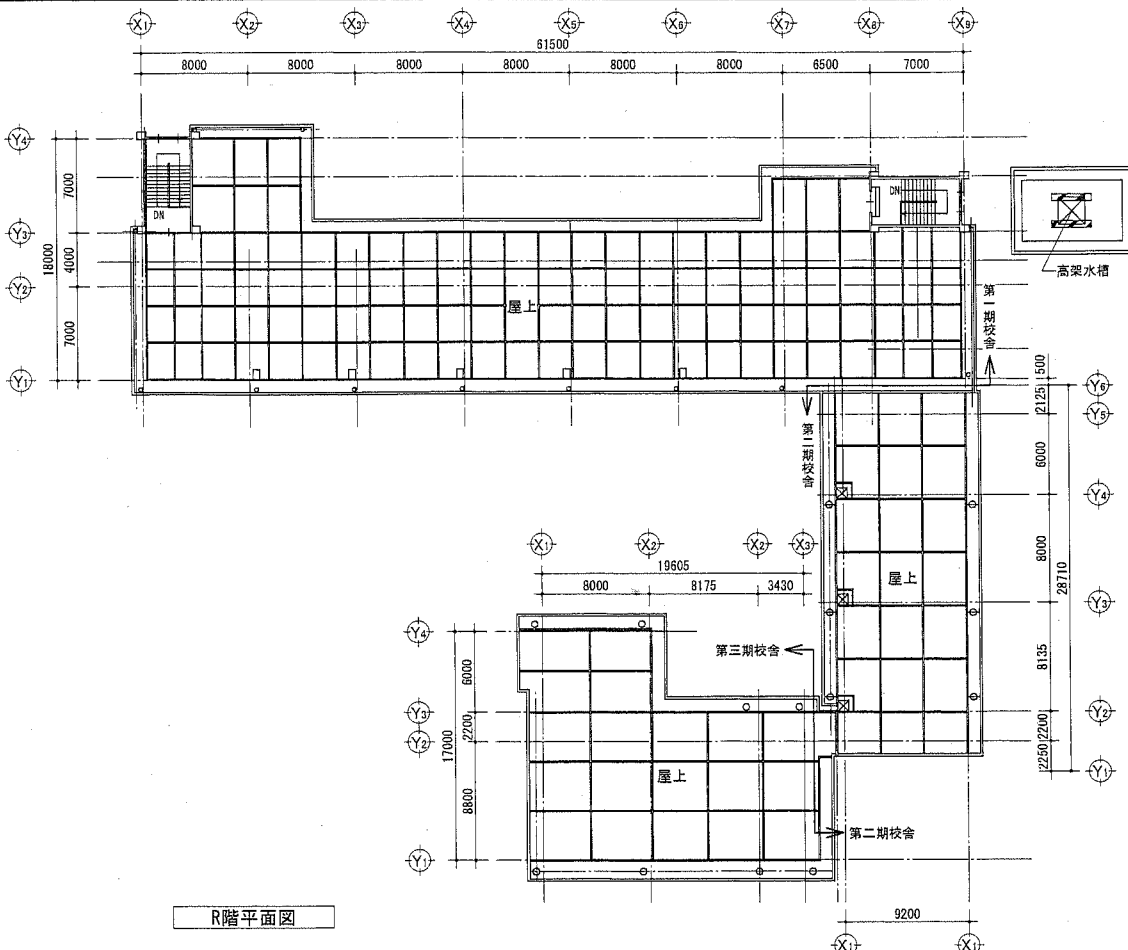 X1 X2 X3 X4 X5 X6 X7 X8 X9
61500
8000 8000 8000 8000 8000 8000 6500 7000
Y4
Y3
Y2
Y1
7000
4000
7000
18000
DN
DN
屋上
高架水槽
第一期校舎
第二期校舎
Y6
Y5
Y4
Y3
Y2
Y1
500
2125
6000
8000
8135
2200
2250
28710
屋上
X1 X2 X2 X3
19605
8000 8175 3430
Y4
Y3
Y2
Y1
6000
2200
8800
17000
第三期校舎
屋上
第二期校舎
9200
X1 X1
R階平面図